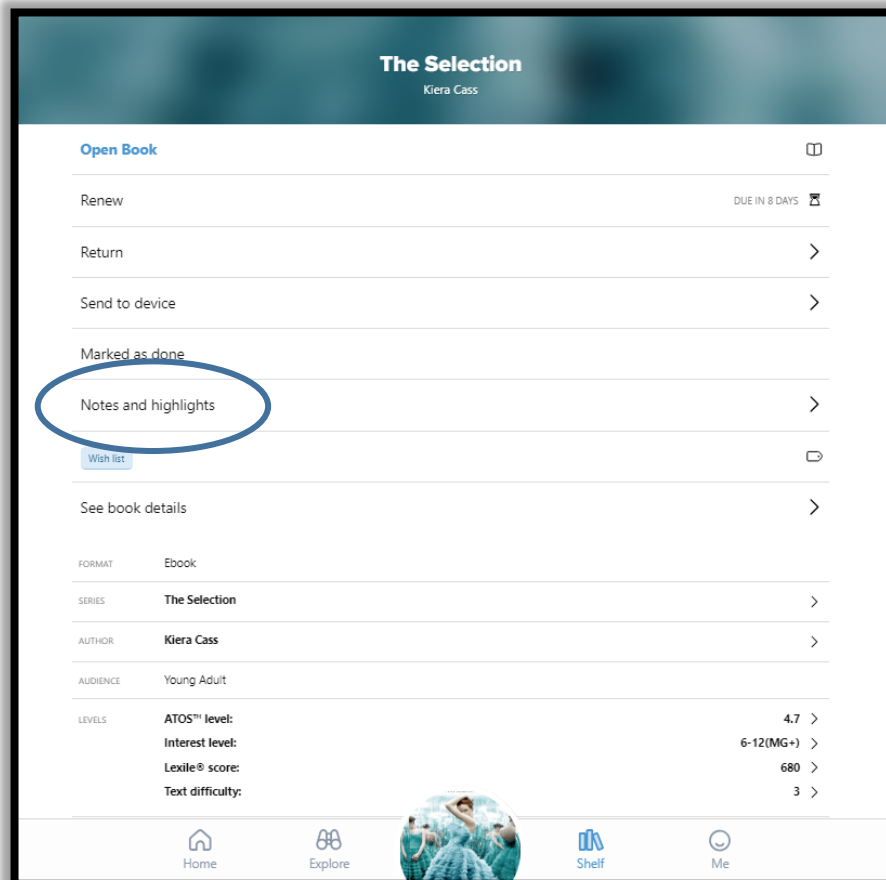 The Selection
Kiera Cass
Open Book
Renew DUE IN 8 DAYS
Return
Send to device
Marked as done
Notes and highlights
Wish list
See book details
FORMAT Ebook
SERIES The Selection
AUTHOR Kiera Cass
AUDIENCE Young Adult
LEVELS ATOS™ level: 4.7
Interest level: 6-12(MG+)
Lexile® score: 680
Text difficulty: 3
Home Explore Shelf Me